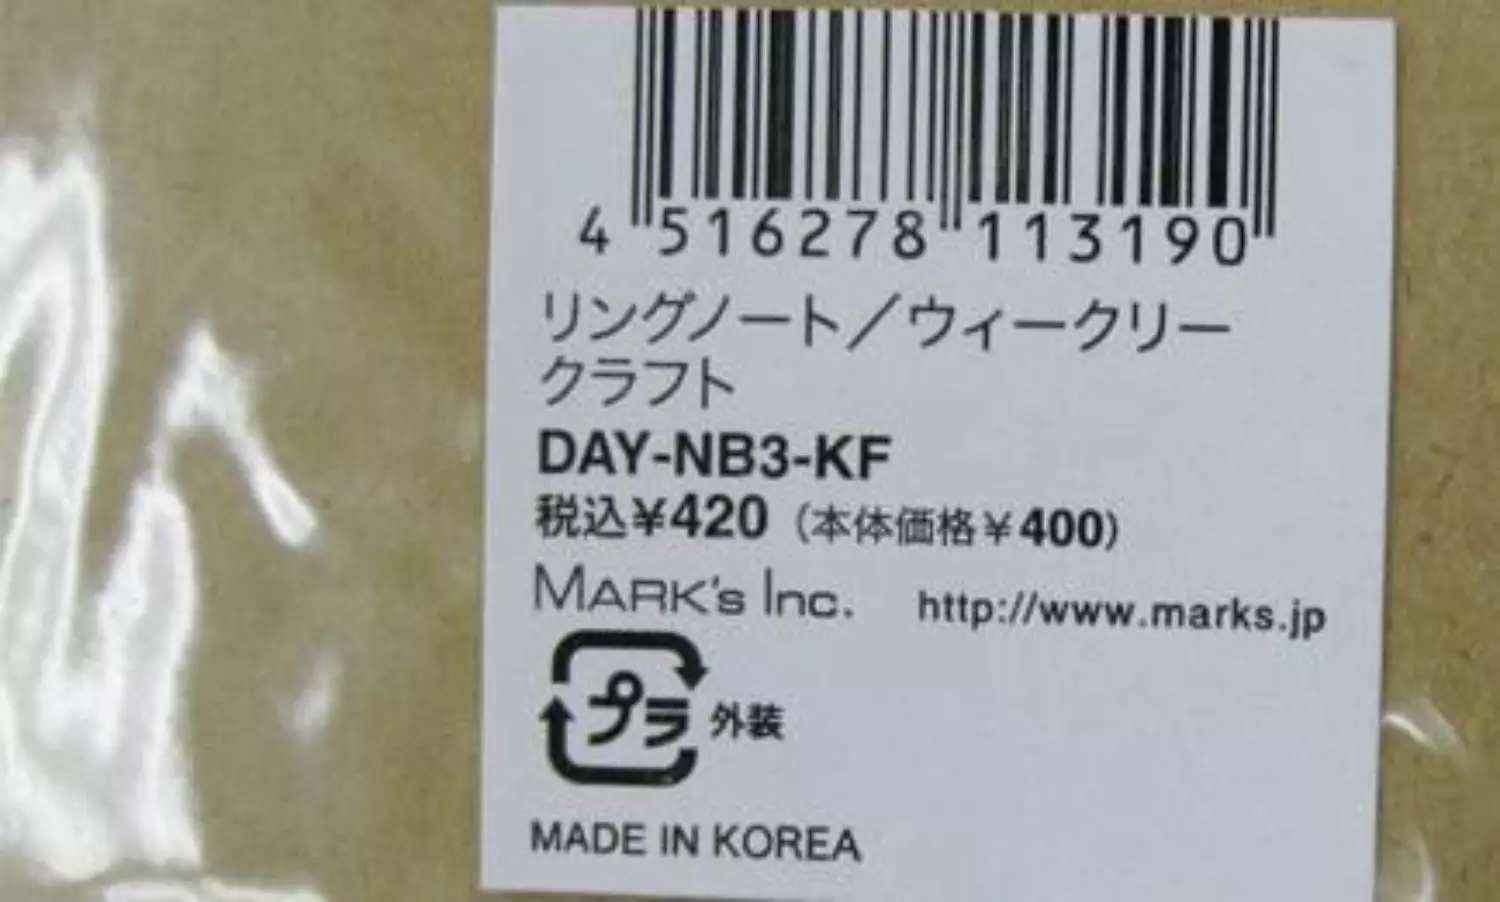 4 516278 113190
リングノート／ウィークリー
クラフト
DAY-NB3-KF
税込¥420（本体価格¥400）
MARK's Inc. http://www.marks.jp
プラ 外装
MADE IN KOREA